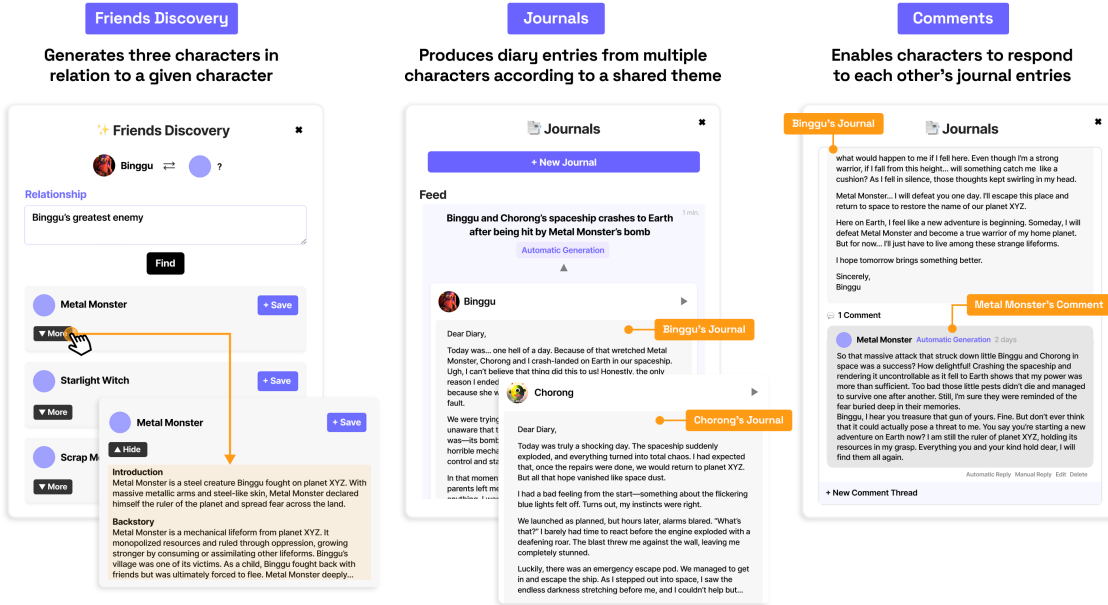 Friends Discovery
Generates three characters in
relation to a given character
✨ Friends Discovery
✖
Binggu ⇄ ?
Relationship
Binggu's greatest enemy
Find
Metal Monster
+ Save
▼ More
Starlight Witch
+ Save
▼ More
Scrap M
▼ More
Metal Monster
+ Save
▲ Hide
Introduction
Metal Monster is a steel creature Binggu fought on planet XYZ. With
massive metallic arms and steel-like skin, Metal Monster declared
himself the ruler of the planet and spread fear across the land.
Backstory
Metal Monster is a mechanical lifeform from planet XYZ. It
monopolized resources and ruled through oppression, growing
stronger by consuming or assimilating other lifeforms. Binggu's
village was one of its victims. As a child, Binggu fought back with
friends but was ultimately forced to flee. Metal Monster deeply...
Journals
Produces diary entries from multiple
characters according to a shared theme
Journals
✖
+ New Journal
Feed
1 min.
Binggu and Chorong's spaceship crashes to Earth
after being hit by Metal Monster's bomb
Automatic Generation
▲
Binggu
▶
Binggu's Journal
Dear Diary,
Today was... one hell of a day. Because of that wretched Metal
Monster, Chorong and I crash-landed on Earth in our spaceship.
Ugh, I can't believe that thing did this to us! Honestly, the only
reason I ended
because she w
fault.
We were trying
unaware that t
was—its bomb
horrible mecha
control and sta
In that momen
parents left me
Chorong
▶
Chorong's Journal
Dear Diary,
Today was truly a shocking day. The spaceship suddenly
exploded, and everything turned into total chaos. I had expected
that, once the repairs were done, we would return to planet XYZ.
But all that hope vanished like space dust.
I had a bad feeling from the start—something about the flickering
blue lights felt off. Turns out, my instincts were right.
We launched as planned, but hours later, alarms blared. "What's
that?" I barely had time to react before the engine exploded with a
deafening roar. The blast threw me against the wall, leaving me
completely stunned.
Luckily, there was an emergency escape pod. We managed to get
in and escape the ship. As I stepped out into space, I saw the
endless darkness stretching before me, and I couldn't help but...
Comments
Enables characters to respond
to each other's journal entries
Binggu's Journal
Journals
✖
what would happen to me if I fell here. Even though I'm a strong
warrior, if I fall from this height... will something catch me like a
cushion? As I fell in silence, those thoughts kept swirling in my head.
Metal Monster... I will defeat you one day. I'll escape this place and
return to space to restore the name of our planet XYZ.
Here on Earth, I feel like a new adventure is beginning. Someday, I will
defeat Metal Monster and become a true warrior of my home planet.
But for now... I'll just have to live among these strange lifeforms.
I hope tomorrow brings something better.
Sincerely,
Binggu
Metal Monster's Comment
1 Comment
Metal Monster Automatic Generation 2 days
So that massive attack that struck down little Binggu and Chorong in
space was a success? How delightful! Crashing the spaceship and
rendering it uncontrollable as it fell to Earth shows that my power was
more than sufficient. Too bad those little pests didn't die and managed
to survive one after another. Still, I'm sure they were reminded of the
fear buried deep in their memories.
Binggu, I hear you treasure that gun of yours. Fine. But don't ever think
that it could actually pose a threat to me. You say you're starting a new
adventure on Earth now? I am still the ruler of planet XYZ, holding its
resources in my grasp. Everything you and your kind hold dear, I will
find them all again.
Automatic Reply Manual Reply Edit Delete
+ New Comment Thread